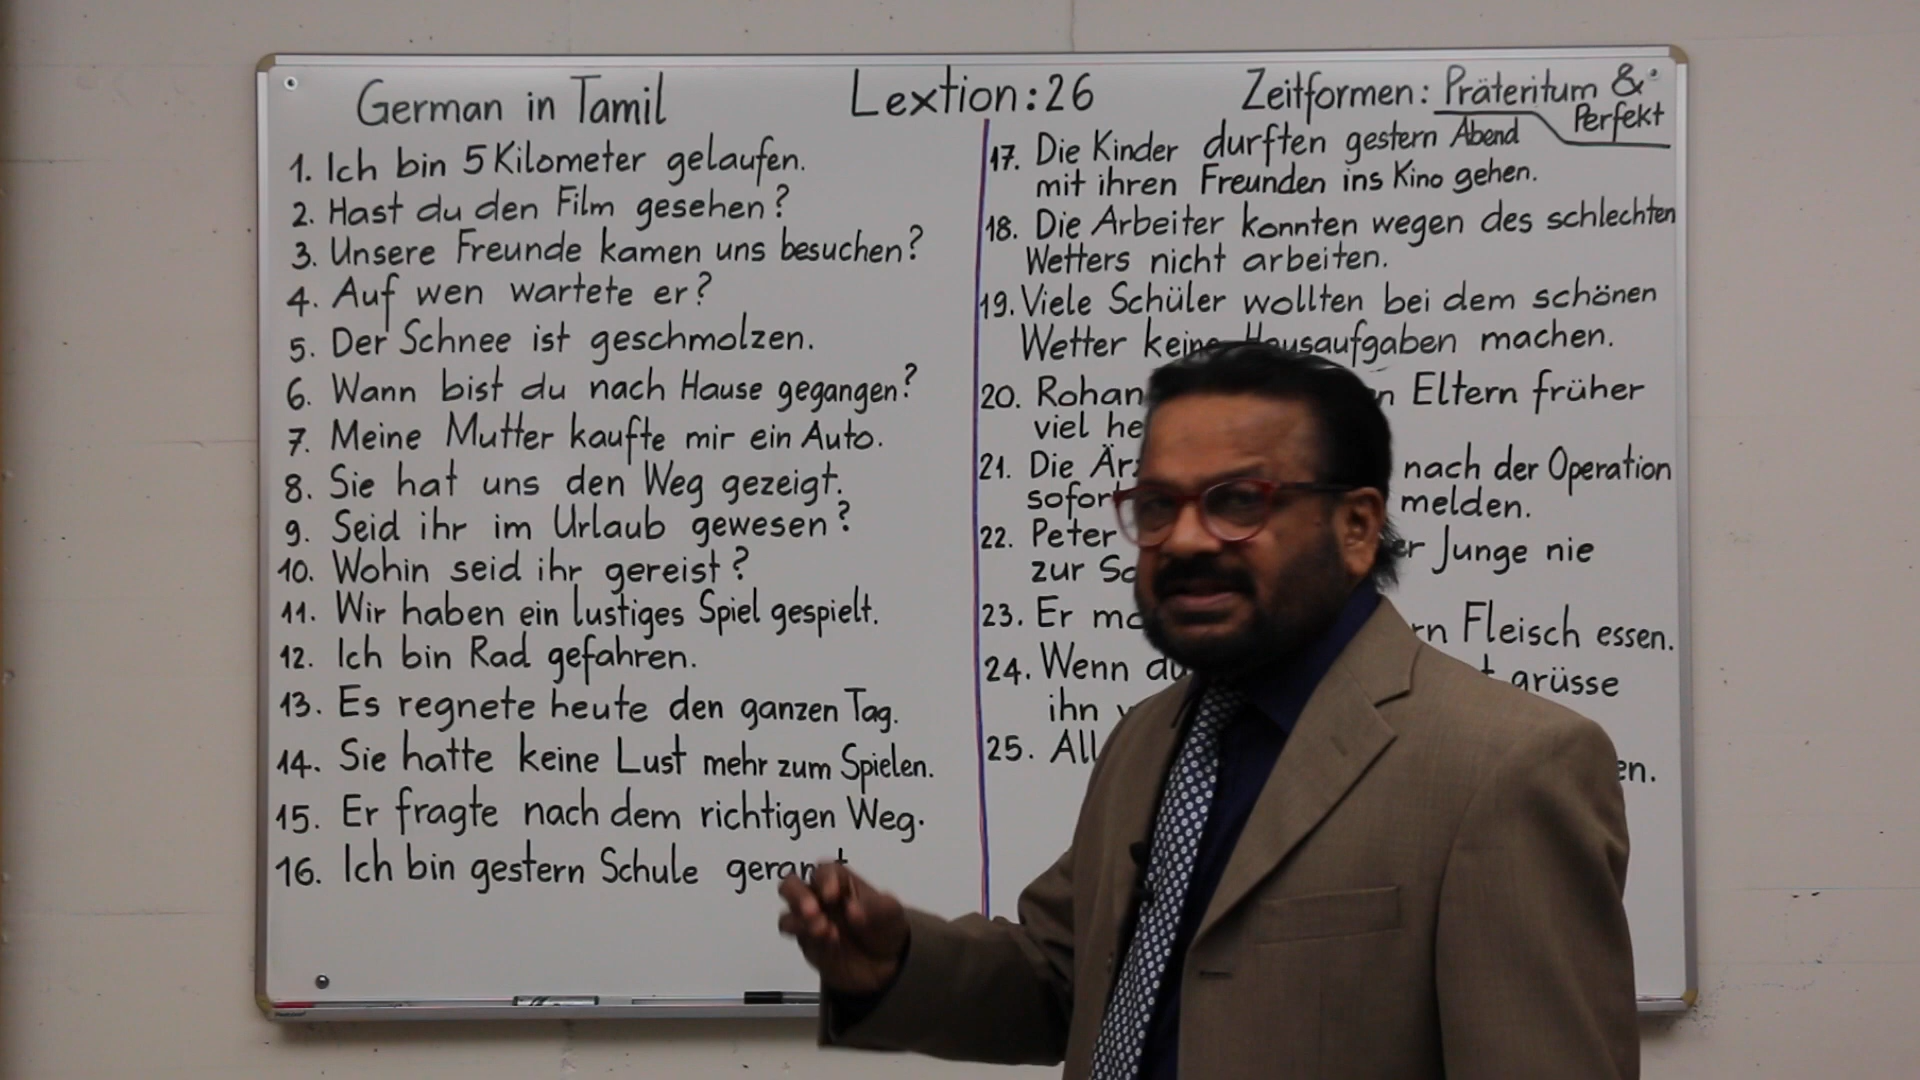 German in Tamil
Lextion:26
Zeitformen: Präteritum &
Perfekt
1. Ich bin 5 Kilometer gelaufen.
2. Hast du den Film gesehen?
3. Unsere Freunde kamen uns besuchen?
4. Auf wen wartete er?
5. Der Schnee ist geschmolzen.
6. Wann bist du nach Hause gegangen?
7. Meine Mutter kaufte mir ein Auto.
8. Sie hat uns den Weg gezeigt.
9. Seid ihr im Urlaub gewesen?
10. Wohin seid ihr gereist?
11. Wir haben ein lustiges Spiel gespielt.
12. Ich bin Rad gefahren.
13. Es regnete heute den ganzen Tag.
14. Sie hatte keine Lust mehr zum Spielen.
15. Er fragte nach dem richtigen Weg.
16. Ich bin gestern Schule
17. Die Kinder durften gestern Abend
mit ihren Freunden ins Kino gehen.
18. Die Arbeiter konnten wegen des schlechten
Wetters nicht arbeiten.
19. Viele Schüler wollten bei dem schönen
Wetter keine Hausaufgaben machen.
20. Rohan Eltern früher
viel
21. Die nach der Operation
sofort melden.
22. Peter Junge nie
zur
23. Er Fleisch essen.
24. Wenn grüsse
ihn
25.